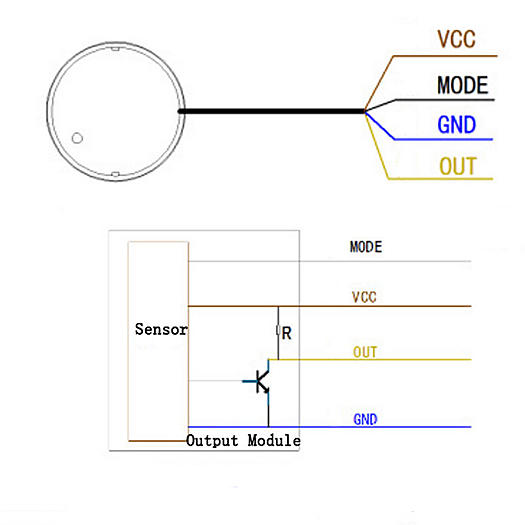 VCC
MODE
GND
OUT
MODE
VCC
Sensor
R
OUT
GND
Output Module